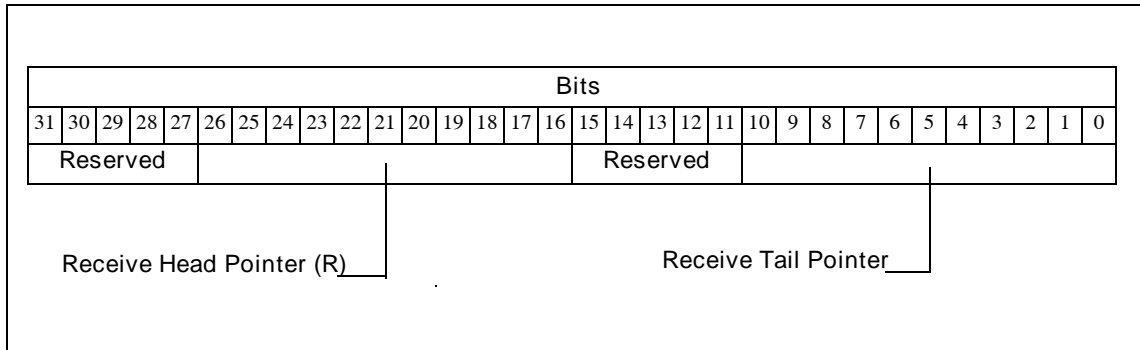 Bits
31 30 29 28 27 26 25 24 23 22 21 20 19 18 17 16 15 14 13 12 11 10 9 8 7 6 5 4 3 2 1 0
Reserved Reserved
Receive Head Pointer (R) Receive Tail Pointer